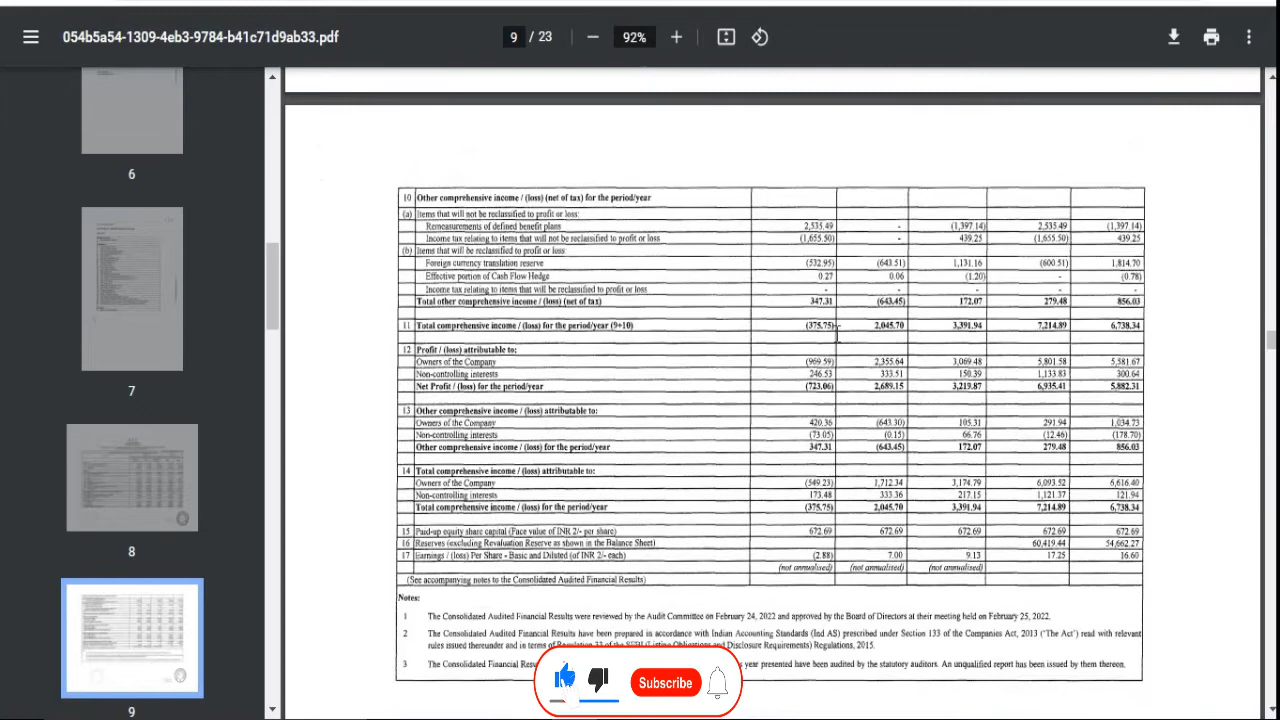 054b5a54-1309-4eb3-9784-b41c71d9ab33.pdf 9 / 23 92%
6
7
8
9
10 Other comprehensive income / (loss) (net of tax) for the period/year
(a) Items that will not be reclassified to profit or loss:
Remeasurements of defined benefit plans 2,535.49 - (1,397.14) 2,535.49 (1,397.14)
Income tax relating to items that will not be reclassified to profit or loss (1,655.50) - 439.25 (1,655.50) 439.25
(b) Items that will be reclassified to profit or loss:
Foreign currency translation reserve (532.95) (643.51) 1,131.16 (600.51) 1,814.70
Effective portion of Cash Flow Hedge 0.27 0.06 (1.20) - (0.78)
Income tax relating to items that will be reclassified to profit or loss - - - - -
Total other comprehensive income / (loss) (net of tax) 347.31 (643.45) 172.07 279.48 856.03
11 Total comprehensive income / (loss) for the period/year (9+10) (375.75) 2,045.70 3,391.94 7,214.89 6,738.34
12 Profit / (loss) attributable to:
Owners of the Company (969.59) 2,355.64 3,069.48 5,801.58 5,581.67
Non-controlling interests 246.53 333.51 150.39 1,133.83 300.64
Net Profit / (loss) for the period/year (723.06) 2,689.15 3,219.87 6,935.41 5,882.31
13 Other comprehensive income / (loss) attributable to:
Owners of the Company 420.36 (643.30) 105.31 291.94 1,034.73
Non-controlling interests (73.05) (0.15) 66.76 (12.46) (178.70)
Other comprehensive income / (loss) for the period/year 347.31 (643.45) 172.07 279.48 856.03
14 Total comprehensive income / (loss) attributable to:
Owners of the Company (549.23) 1,712.34 3,174.79 6,093.52 6,616.40
Non-controlling interests 173.48 333.36 217.15 1,121.37 121.94
Total comprehensive income / (loss) for the period/year (375.75) 2,045.70 3,391.94 7,214.89 6,738.34
15 Paid-up equity share capital (Face value of INR 2/- per share) 672.69 672.69 672.69 672.69 672.69
16 Reserves (excluding Revaluation Reserve as shown in the Balance Sheet) 60,419.44 54,662.27
17 Earnings / (loss) Per Share - Basic and Diluted (of INR 2/- each) (2.88) 7.00 9.13 17.25 16.60
(not annualised) (not annualised) (not annualised)
(See accompanying notes to the Consolidated Audited Financial Results)
Notes:
1 The Consolidated Audited Financial Results were reviewed by the Audit Committee on February 24, 2022 and approved by the Board of Directors at their meeting held on February 25, 2022.
2 The Consolidated Audited Financial Results have been prepared in accordance with Indian Accounting Standards (Ind AS) prescribed under Section 133 of the Companies Act, 2013 ('The Act') read with relevant
rules issued thereunder and in terms of Regulation 33 of the SEBI (Listing Obligations and Disclosure Requirements) Regulations, 2015.
3 The Consolidated Financial Res year presented have been audited by the statutory auditors. An unqualified report has been issued by them thereon.
Subscribe